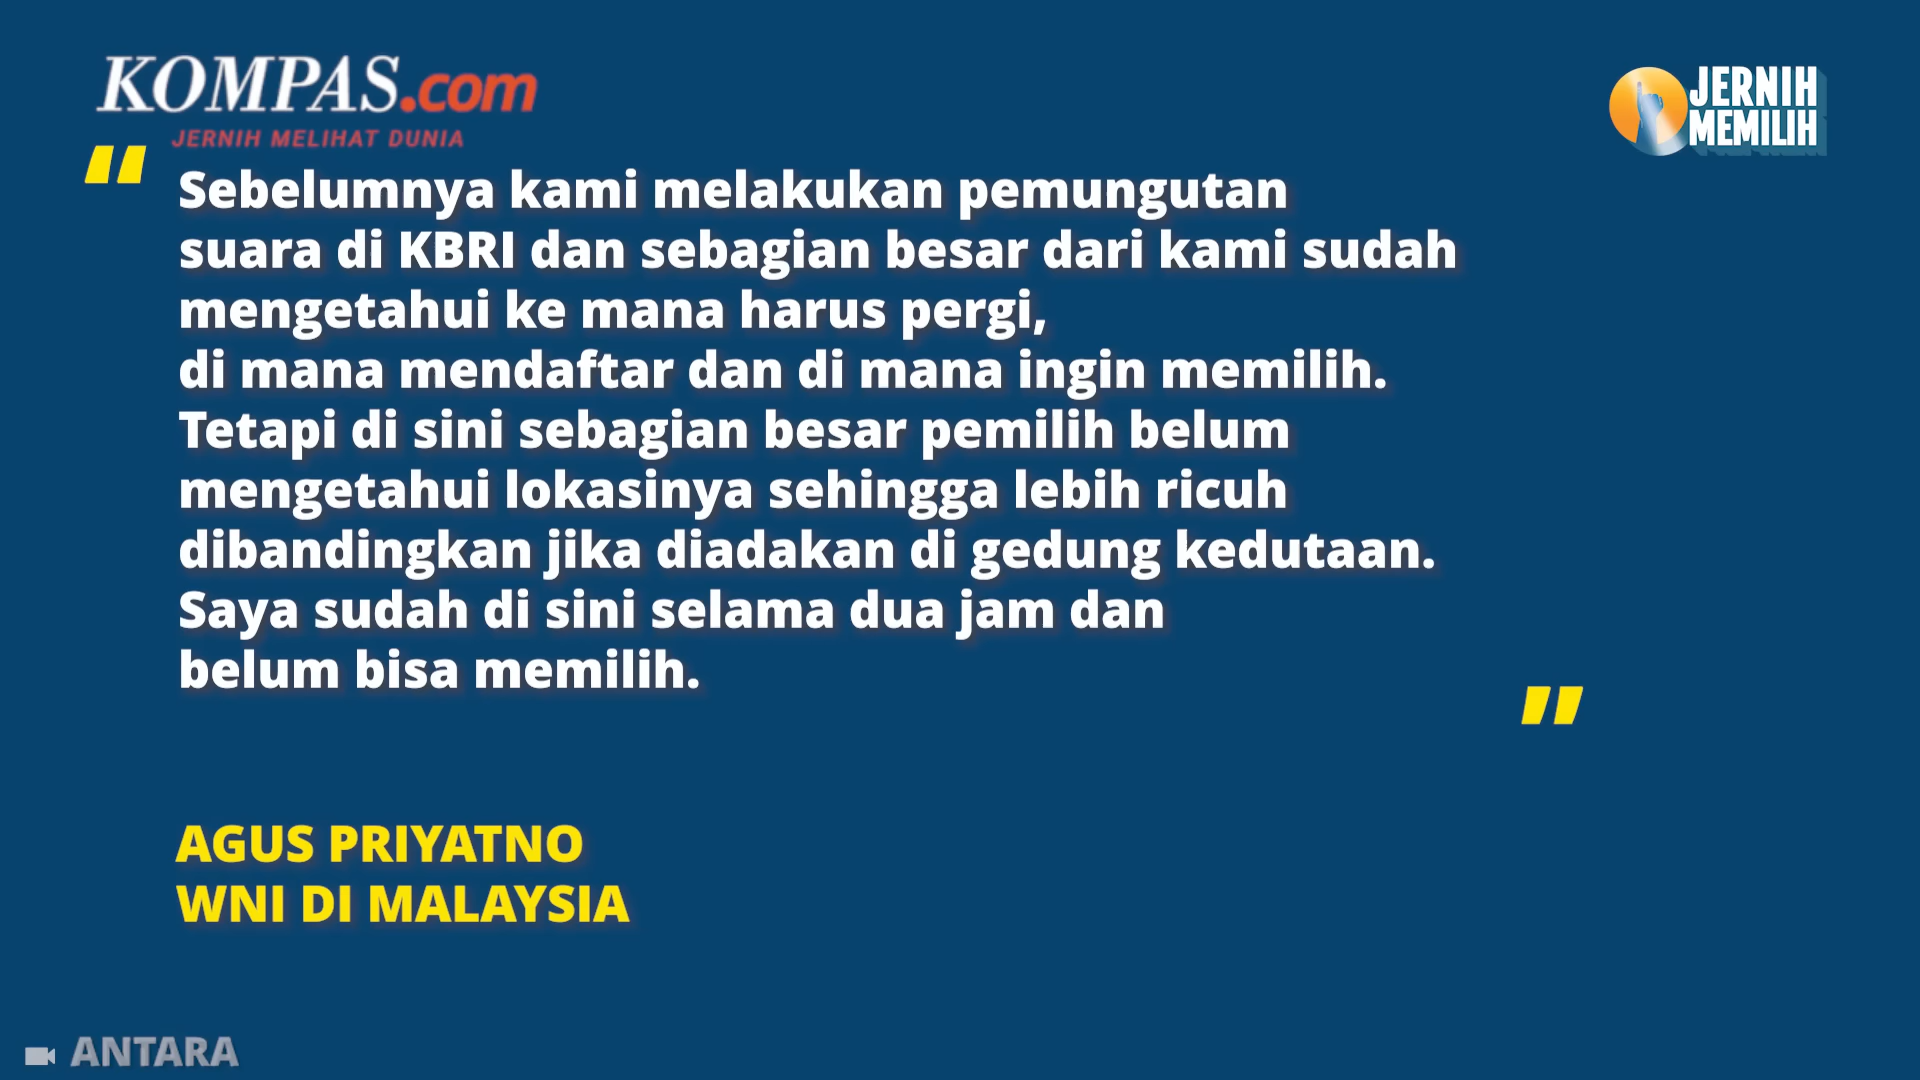 KOMPAS.com
JERNIH MELIHAT DUNIA
JERNIH
MEMILIH
“
Sebelumnya kami melakukan pemungutan
suara di KBRI dan sebagian besar dari kami sudah
mengetahui ke mana harus pergi,
di mana mendaftar dan di mana ingin memilih.
Tetapi di sini sebagian besar pemilih belum
mengetahui lokasinya sehingga lebih ricuh
dibandingkan jika diadakan di gedung kedutaan.
Saya sudah di sini selama dua jam dan
belum bisa memilih.
”
AGUS PRIYATNO
WNI DI MALAYSIA
ANTARA